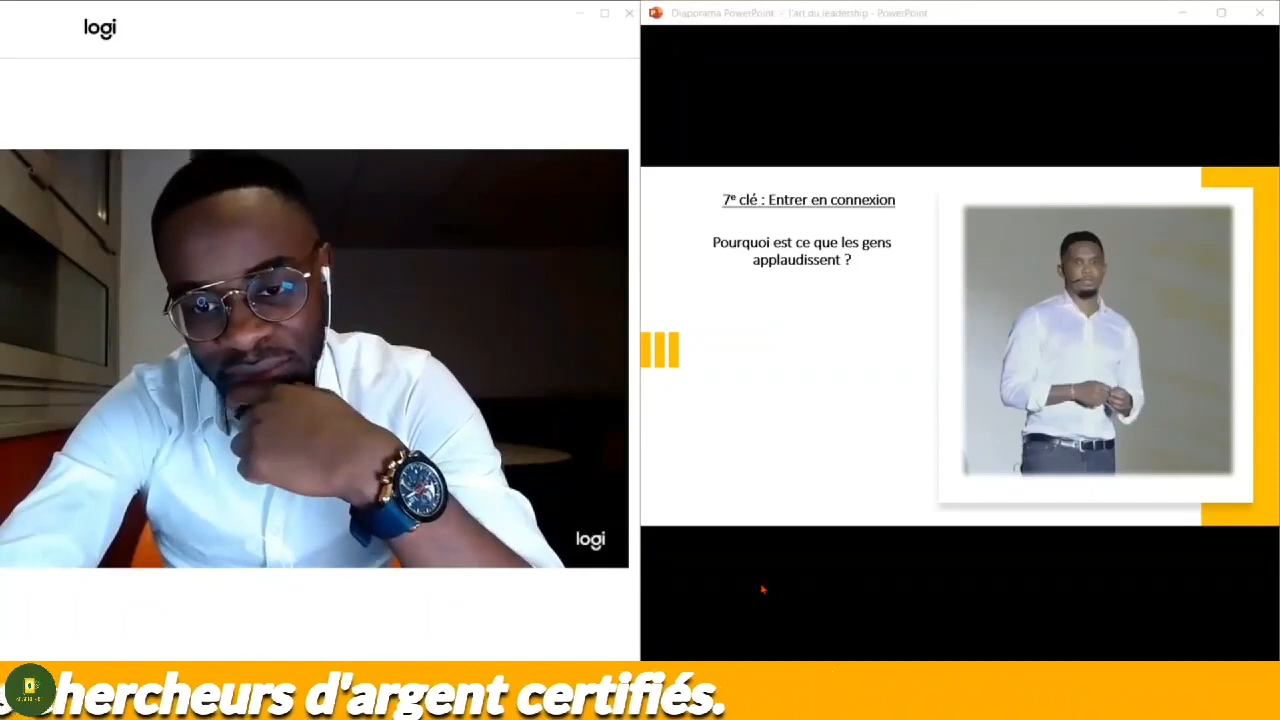 logi
Diaporama PowerPoint - l'art du leadership - PowerPoint
7e clé : Entrer en connexion
Pourquoi est ce que les gens
applaudissent ?
logi
chercheurs d'argent certifiés.